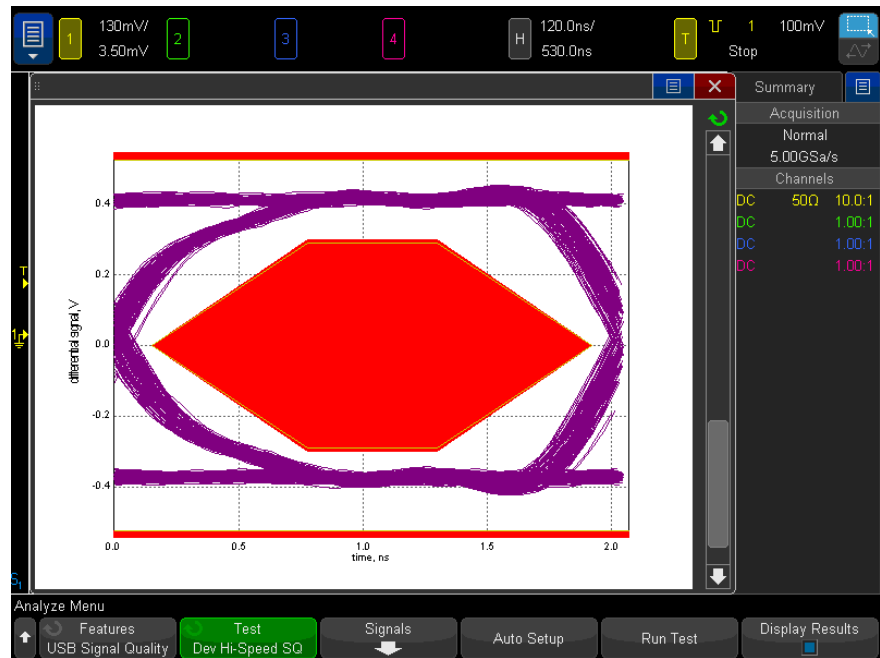 1 130mV/ 3.50mV 2 3 4 H 120.0ns/ 530.0ns T 1 100mV Stop
Summary
Acquisition
Normal
5.00GSa/s
Channels
DC 50Ω 10.0:1
DC 1.00:1
DC 1.00:1
DC 1.00:1
T
1
differential signal, V
0.4
0.2
0.0
-0.2
-0.4
0.0 0.5 1.0 1.5 2.0
time, ns
S1
Analyze Menu
Features
USB Signal Quality
Test
Dev Hi-Speed SQ
Signals
Auto Setup
Run Test
Display Results